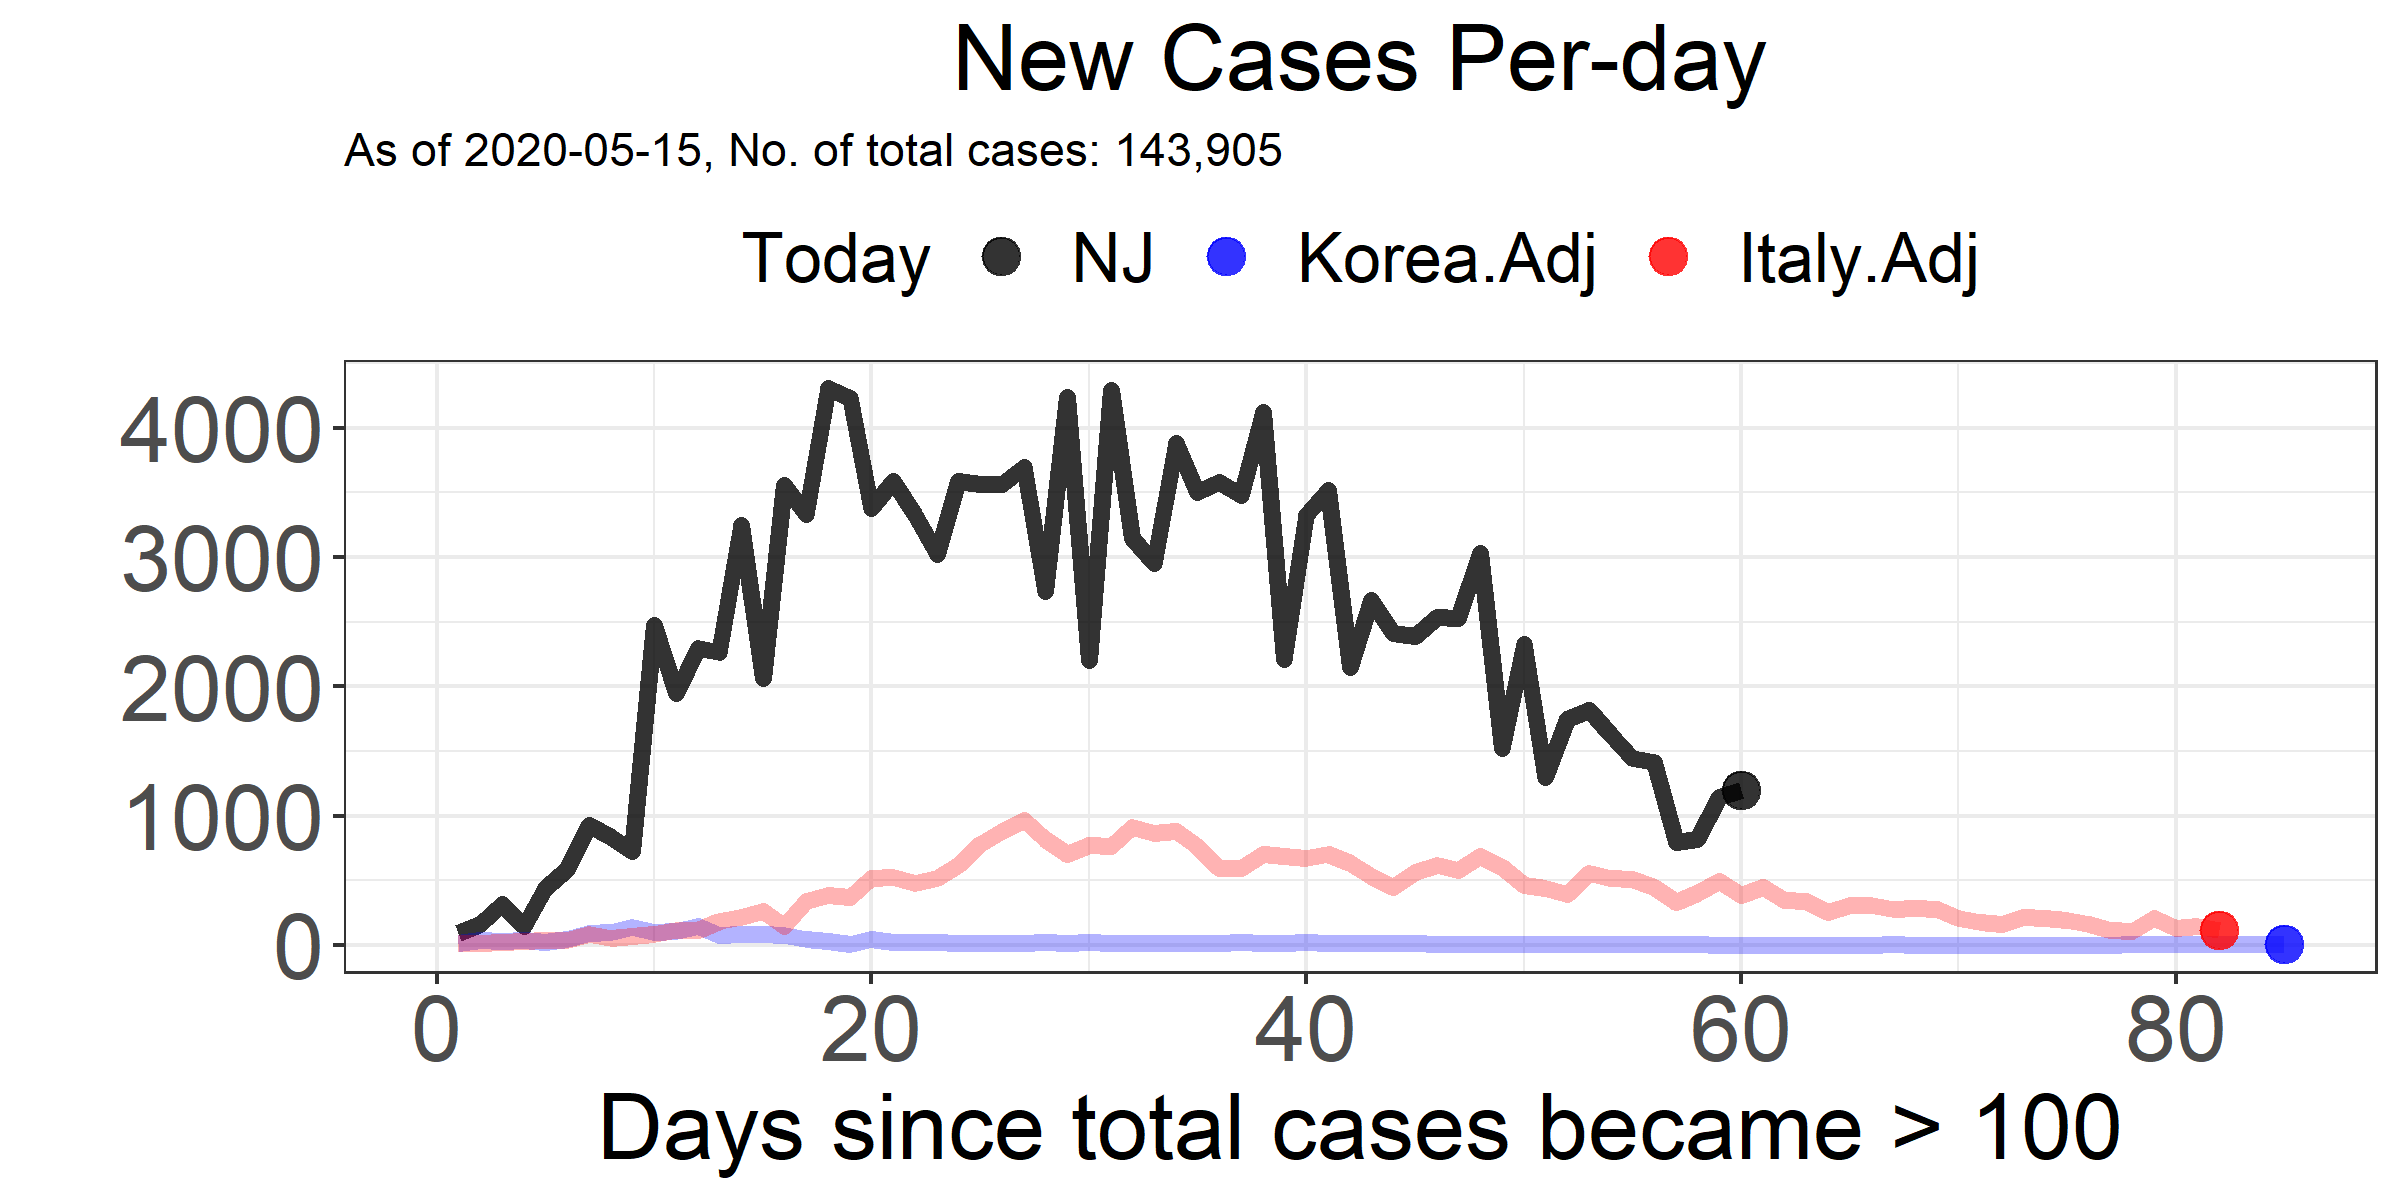 New Cases Per-day
As of 2020-05-15, No. of total cases: 143,905
Today NJ Korea.Adj Italy.Adj
4000
3000
2000
1000
0
0 20 40 60 80
Days since total cases became > 100